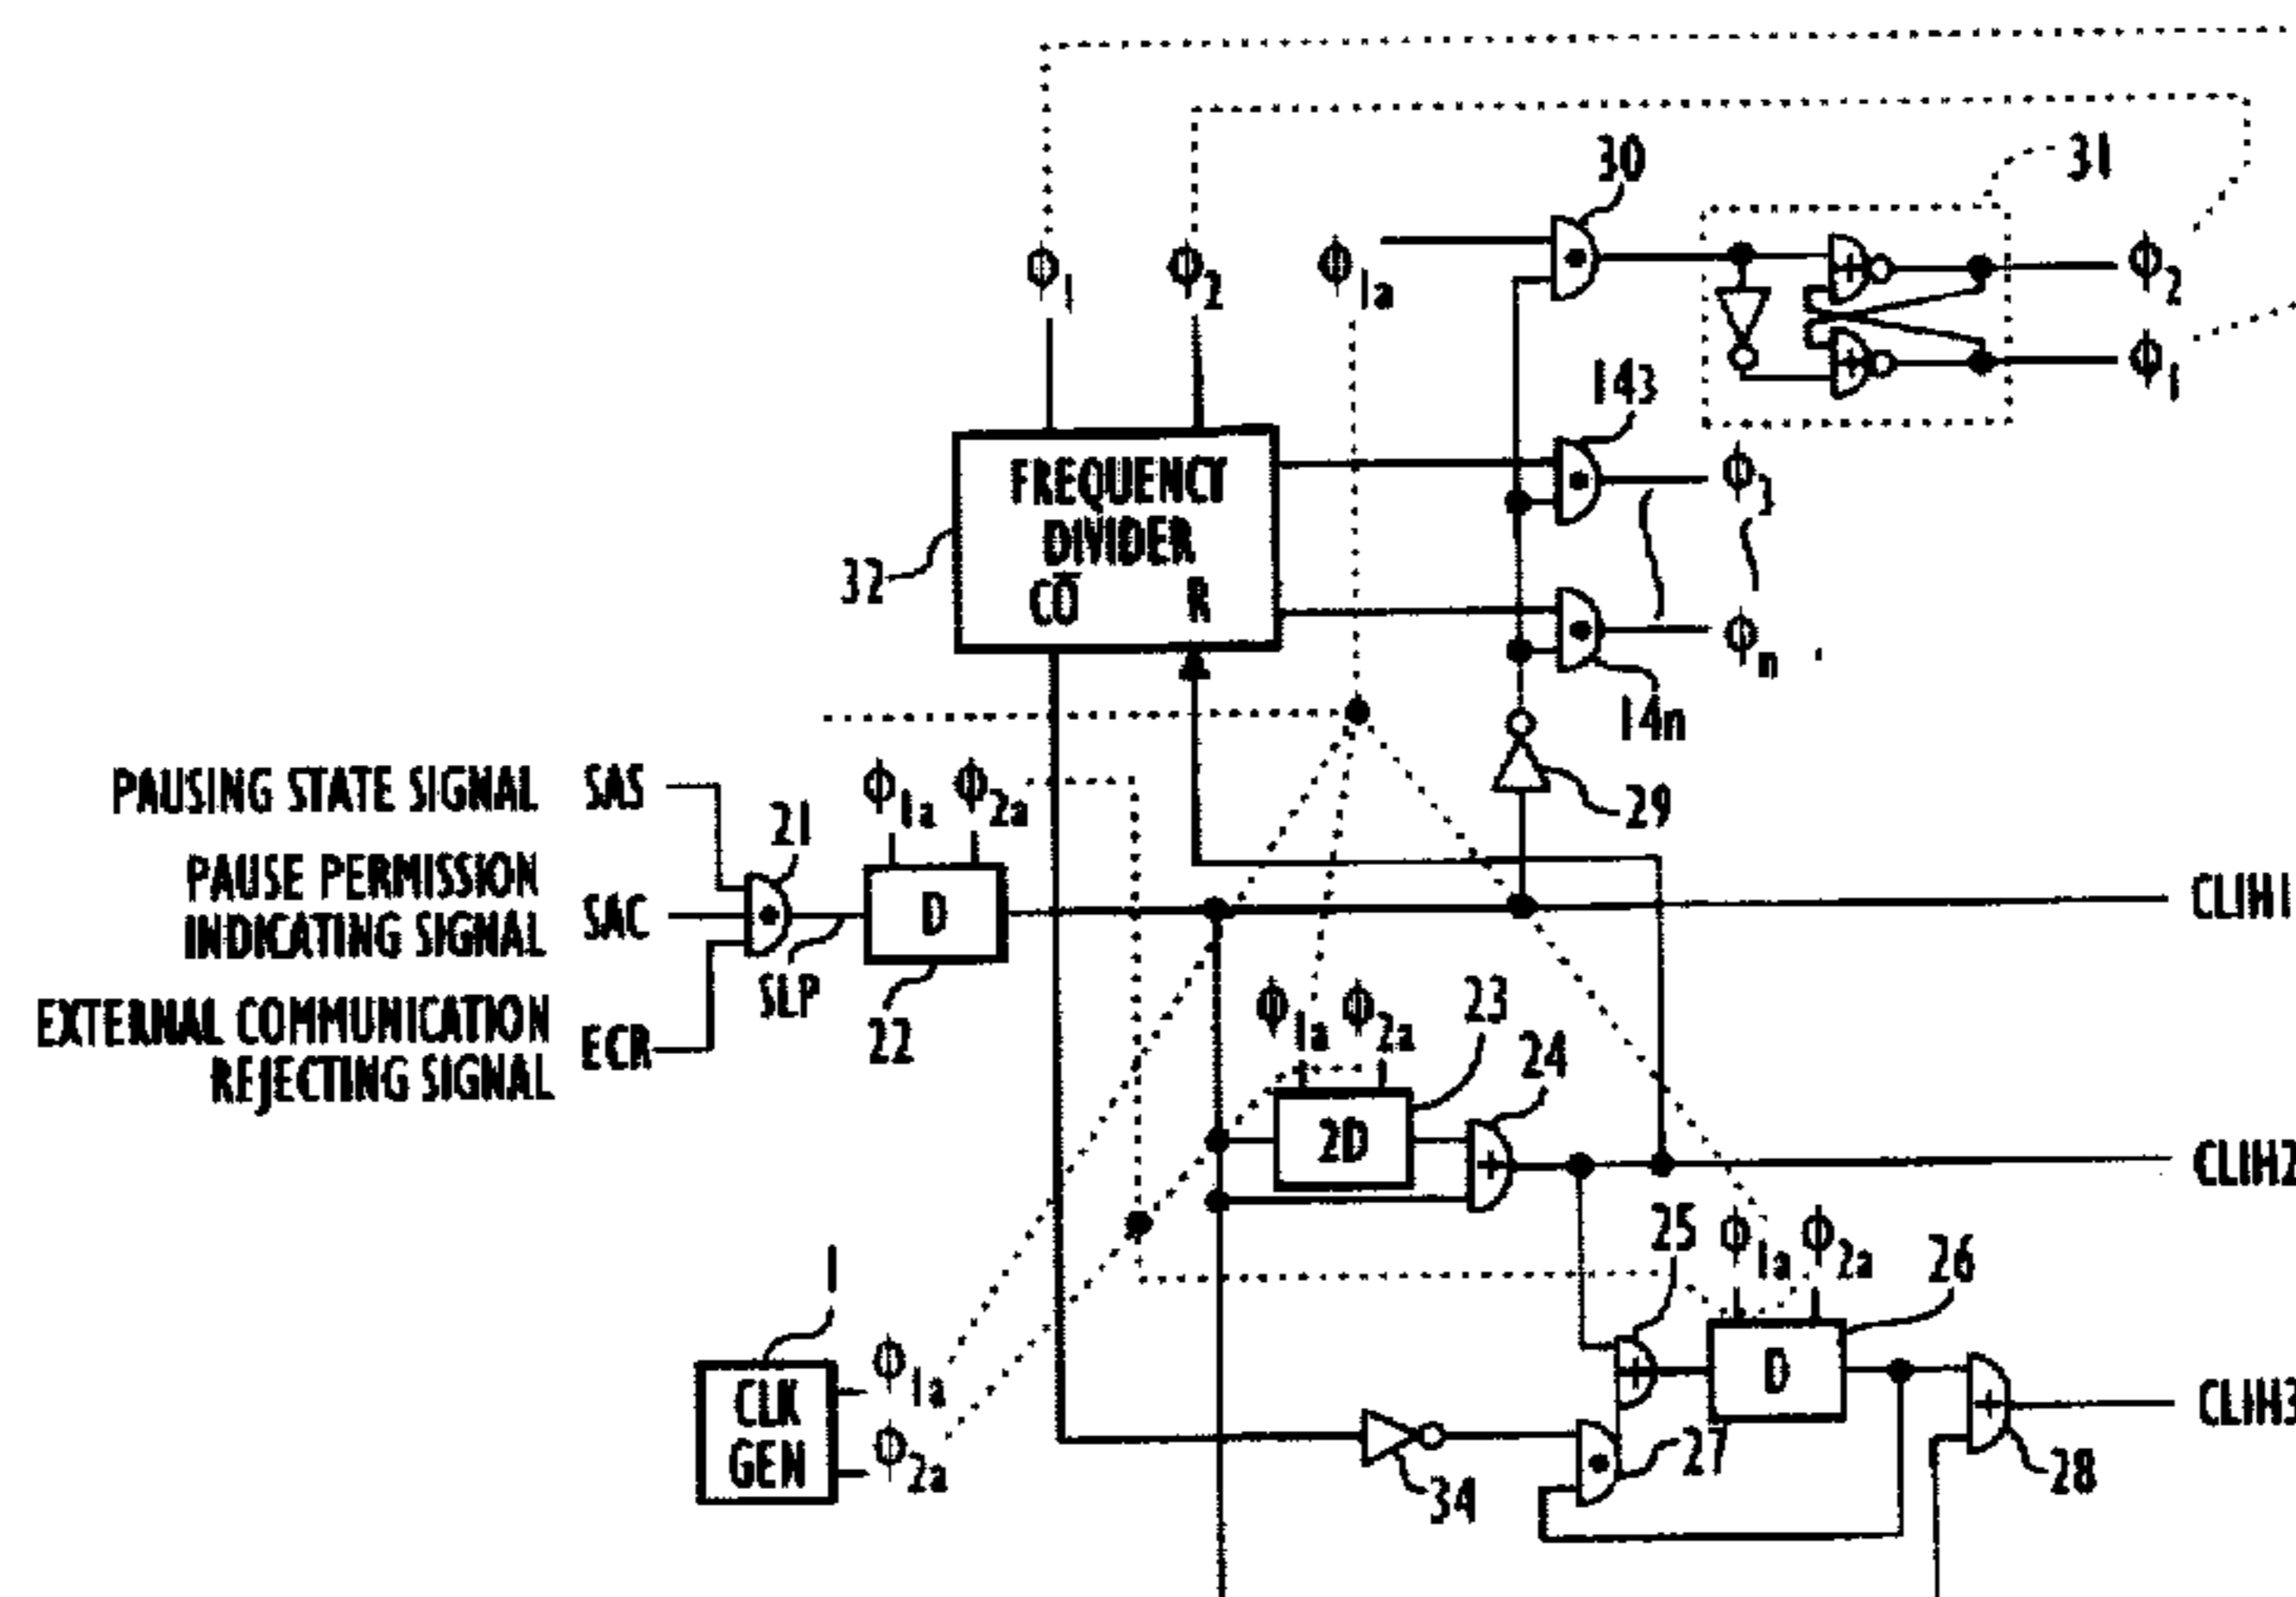 30
31
ϕ1 ϕ2 ϕ1a
ϕ2
ϕ1
143
FREQUENCY
DIVIDER
CO̅ R
32
ϕ3
ϕn
14n
PAUSING STATE SIGNAL SAS
ϕ1a ϕ2a
21
29
PAUSE PERMISSION
INDICATING SIGNAL SAC
D
CLIH1
SLP
22
EXTERNAL COMMUNICATION
REJECTING SIGNAL ECR
ϕ1a ϕ2a
23
24
2D
CLIH2
25
ϕ1a ϕ2a
26
1
CLK
GEN
ϕ1a
ϕ2a
D
CLIH3
27
28
34